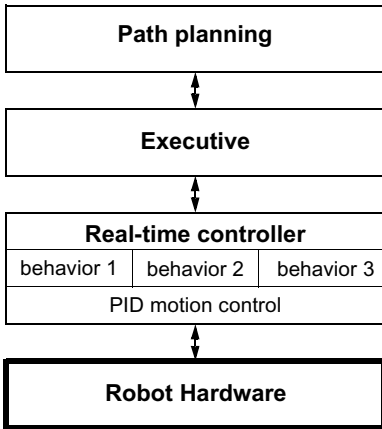 Path planning
Executive
Real-time controller
behavior 1 behavior 2 behavior 3
PID motion control
Robot Hardware